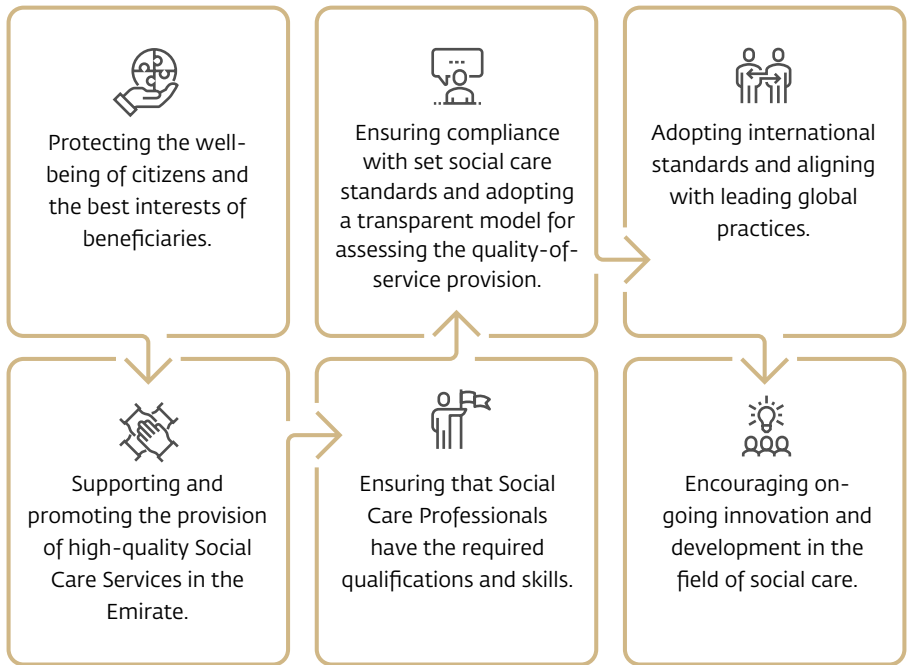 Protecting the well-
being of citizens and
the best interests of
beneficiaries.
Supporting and
promoting the provision
of high-quality Social
Care Services in the
Emirate.
Ensuring that Social
Care Professionals
have the required
qualifications and skills.
Ensuring compliance
with set social care
standards and adopting
a transparent model for
assessing the quality-of-
service provision.
Adopting international
standards and aligning
with leading global
practices.
Encouraging on-
going innovation and
development in the
field of social care.